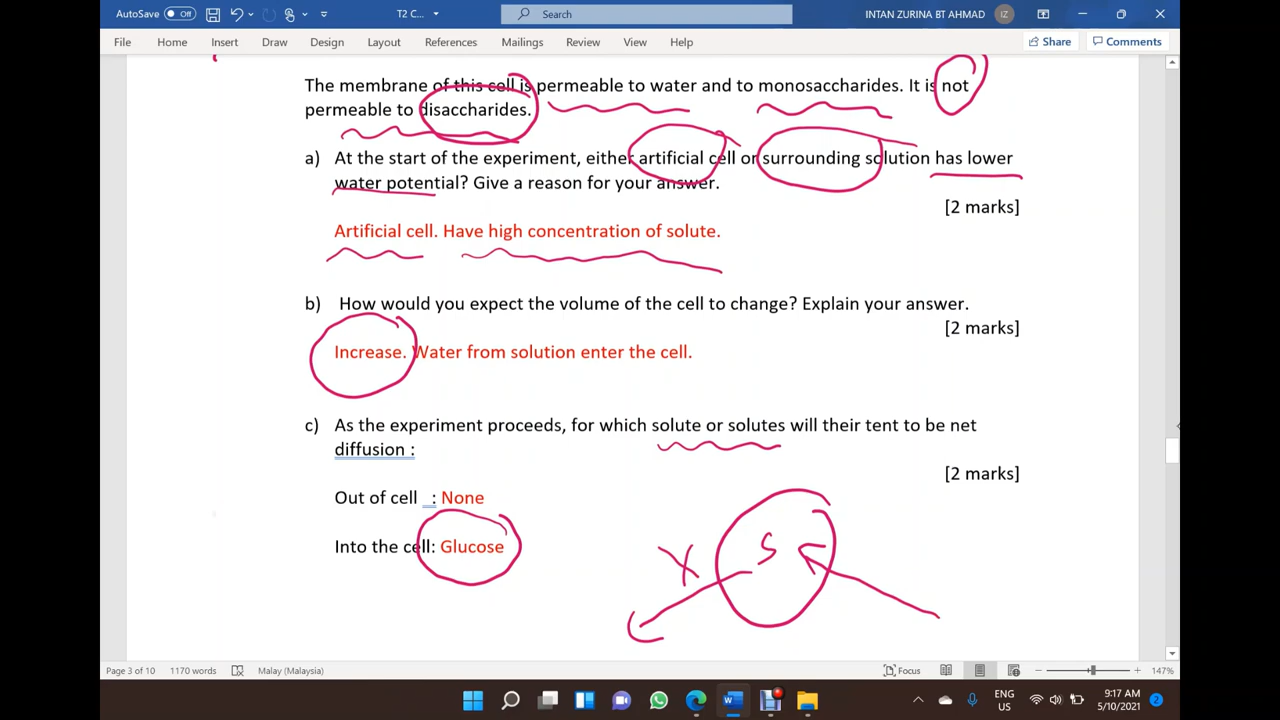 AutoSave Off T2 C... Search INTAN ZURINA BT AHMAD IZ
File Home Insert Draw Design Layout References Mailings Review View Help Share Comments
The membrane of this cell is permeable to water and to monosaccharides. It is not
permeable to disaccharides.
a) At the start of the experiment, either artificial cell or surrounding solution has lower
water potential? Give a reason for your answer.
[2 marks]
Artificial cell. Have high concentration of solute.
b) How would you expect the volume of the cell to change? Explain your answer.
[2 marks]
Increase. Water from solution enter the cell.
c) As the experiment proceeds, for which solute or solutes will their tent to be net
diffusion :
[2 marks]
Out of cell : None
Into the cell: Glucose
X S
Page 3 of 10 1170 words Malay (Malaysia) Focus 147%
ENG
US
9:17 AM
5/10/2021
2